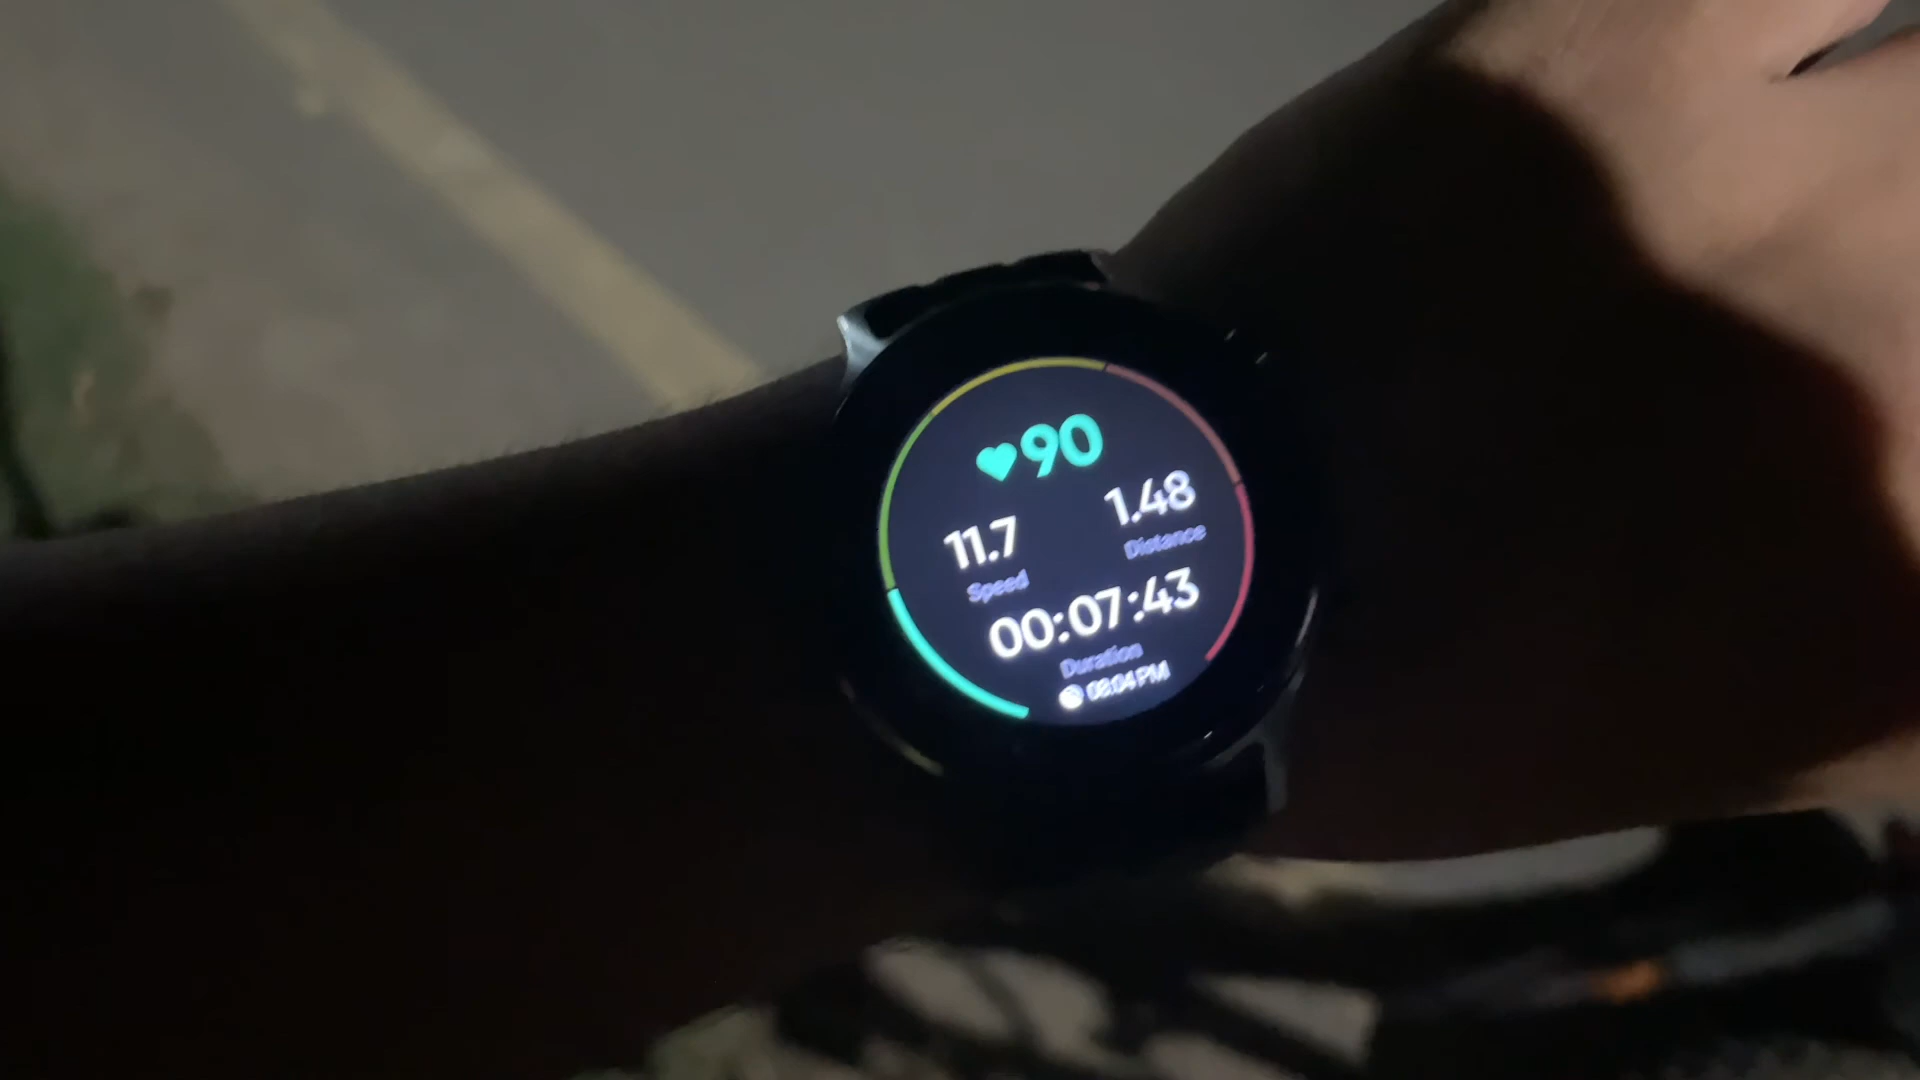 90
11.7 1.48
Speed Distance
00:07:43
Duration
08:04 PM